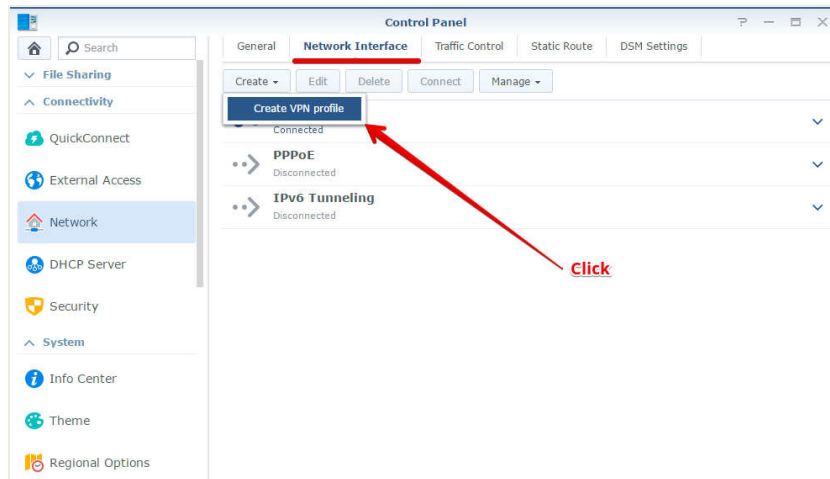 Control Panel
Search
File Sharing
Connectivity
QuickConnect
External Access
Network
DHCP Server
Security
System
Info Center
Theme
Regional Options
General Network Interface Traffic Control Static Route DSM Settings
Create Edit Delete Connect Manage
Create VPN profile
Connected
PPPoE
Disconnected
IPv6 Tunneling
Disconnected
Click